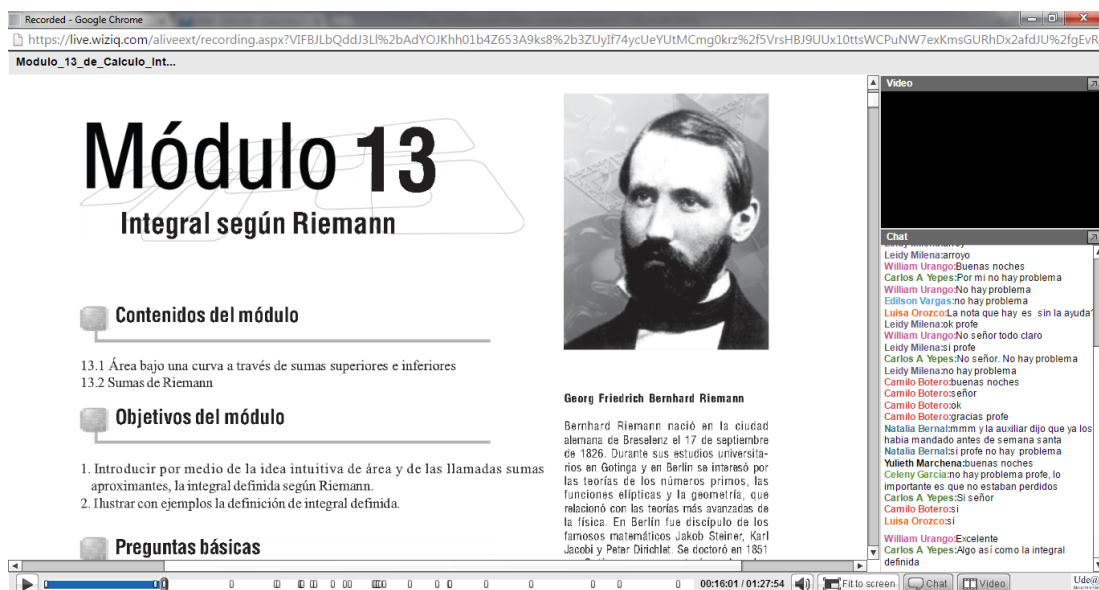 Recorded - Google Chrome
https://live.wiziq.com/aliveext/recording.aspx?VIFBJLbQddJ3Ll%2bAdYOJKhh01b4Z653A9ks8%2b3ZUyIf74ycUeYUtMCmg0krz%2f5VrsHBJ9UUx10ttsWCPuNW7exKmsGURhDx2afdJU%2fgEvR
Modulo_13_de_Calculo_Int...
Módulo 13
Integral según Riemann
Contenidos del módulo
13.1 Área bajo una curva a través de sumas superiores e inferiores
13.2 Sumas de Riemann
Objetivos del módulo
1. Introducir por medio de la idea intuitiva de área y de las llamadas sumas
aproximantes, la integral definida según Riemann.
2. Ilustrar con ejemplos la definición de integral definida.
Preguntas básicas
Georg Friedrich Bernhard Riemann
Bernhard Riemann nació en la ciudad
alemana de Breselenz el 17 de septiembre
de 1826. Durante sus estudios universita-
rios en Gotinga y en Berlín se interesó por
las teorías de los números primos, las
funciones elípticas y la geometría, que
relacionó con las teorías más avanzadas de
la física. En Berlín fue discípulo de los
famosos matemáticos Jakob Steiner, Karl
Jacobi y Peter Dirichlet. Se doctoró en 1851
Video
Chat
Leidy Milena:arroyo
William Urango:Buenas noches
Carlos A Yepes:Por mi no hay problema
William Urango:No hay problema
Edilson Vargas:no hay problema
Luisa Orozco:La nota que hay es sin la ayuda?
Leidy Milena:ok profe
William Urango:No señor todo claro
Leidy Milena:si profe
Carlos A Yepes:No señor. No hay problema
Leidy Milena:no hay problema
Camilo Botero:buenas noches
Camilo Botero:señor
Camilo Botero:ok
Camilo Botero:gracias profe
Natalia Bernal:mmm y la auxiliar dijo que ya los
habia mandado antes de semana santa
Natalia Bernal:si profe no hay problema
Yulieth Marchena:buenas noches
Celeny García:no hay problema profe, lo
importante es que no estaban perdidos
Carlos A Yepes:Si señor
Camilo Botero:si
Luisa Orozco:si
William Urango:Excelente
Carlos A Yepes:Algo así como la integral
definida
00:16:01 / 01:27:54
Fit to screen
Chat
Video
Ude@